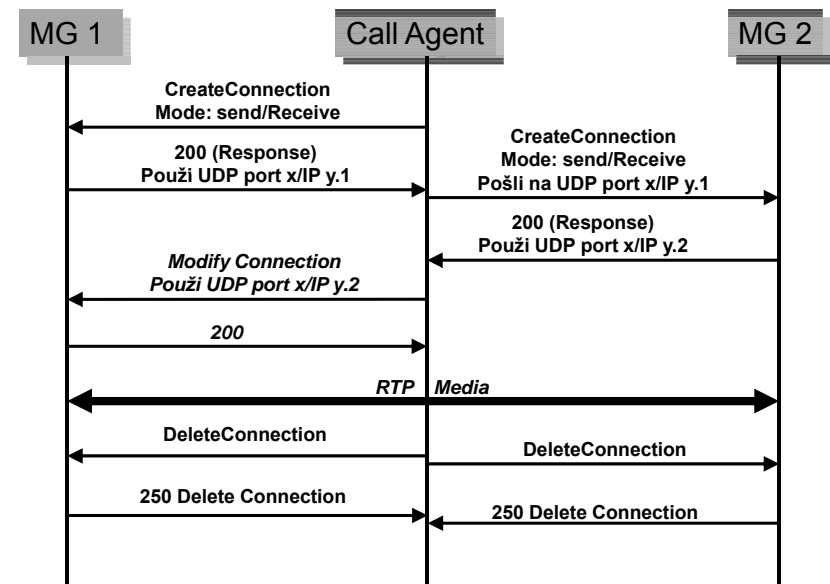 MG 1
Call Agent
MG 2
CreateConnection
Mode: send/Receive
200 (Response)
Použi UDP port x/IP y.1
CreateConnection
Mode: send/Receive
Pošli na UDP port x/IP y.1
200 (Response)
Použi UDP port x/IP y.2
Modify Connection
Použi UDP port x/IP y.2
200
RTP Media
DeleteConnection
DeleteConnection
250 Delete Connection
250 Delete Connection